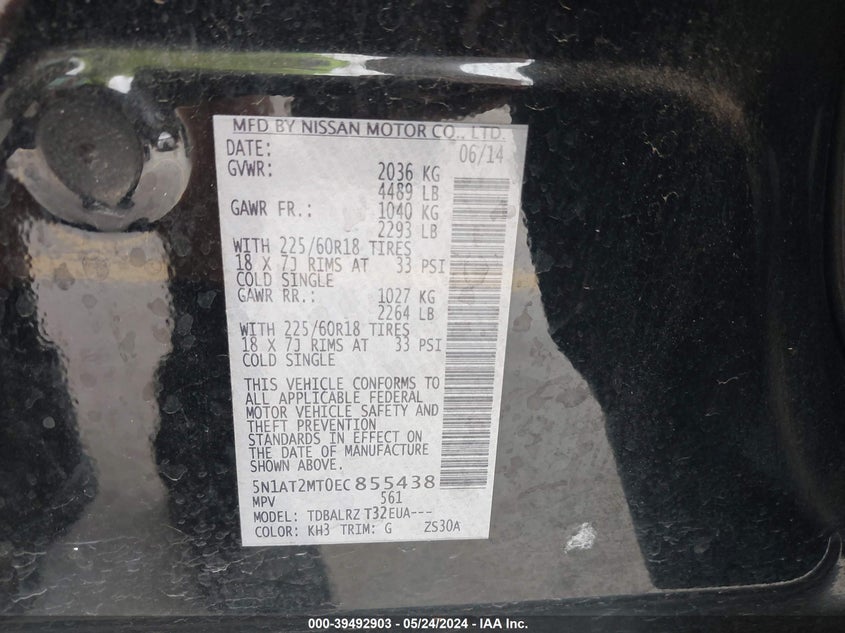 MFD BY NISSAN MOTOR CO., LTD.
DATE: 06/14
GVWR: 2036 KG
4489 LB
GAWR FR.: 1040 KG
2293 LB
WITH 225/60R18 TIRES
18 X 7J RIMS AT 33 PSI
COLD SINGLE
GAWR RR.: 1027 KG
2264 LB
WITH 225/60R18 TIRES
18 X 7J RIMS AT 33 PSI
COLD SINGLE
THIS VEHICLE CONFORMS TO
ALL APPLICABLE FEDERAL
MOTOR VEHICLE SAFETY AND
THEFT PREVENTION
STANDARDS IN EFFECT ON
THE DATE OF MANUFACTURE
SHOWN ABOVE.
5N1AT2MT0EC855438
MPV 561
MODEL: TDBALRZ T32EUA---
COLOR: KH3 TRIM: G ZS30A
000-39492903 - 05/24/2024 - IAA Inc.